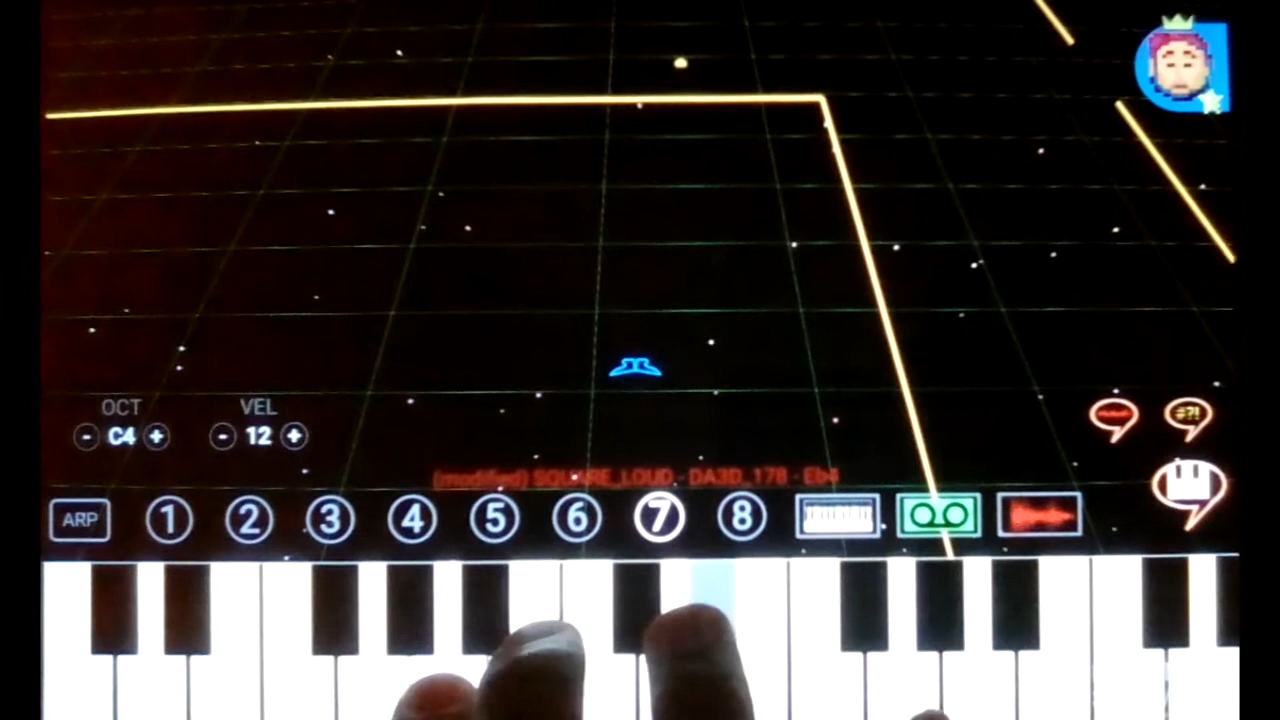 OCT VEL
- C4 + - 12 +
#?!
(modified) SQUARE_LOUD - DA3D_178 - Eb4
ARP 1 2 3 4 5 6 7 8